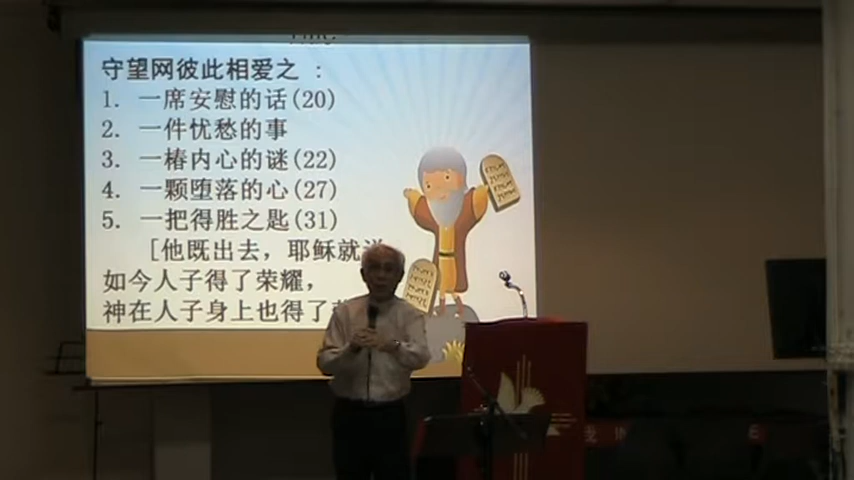 守望网彼此相爱之 :
1. 一席安慰的话(20)
2. 一件忧愁的事
3. 一樁内心的谜(22)
4. 一颗堕落的心(27)
5. 一把得胜之匙(31)
[他既出去，耶稣就说
如今人子得了荣耀，
神在人子身上也得了